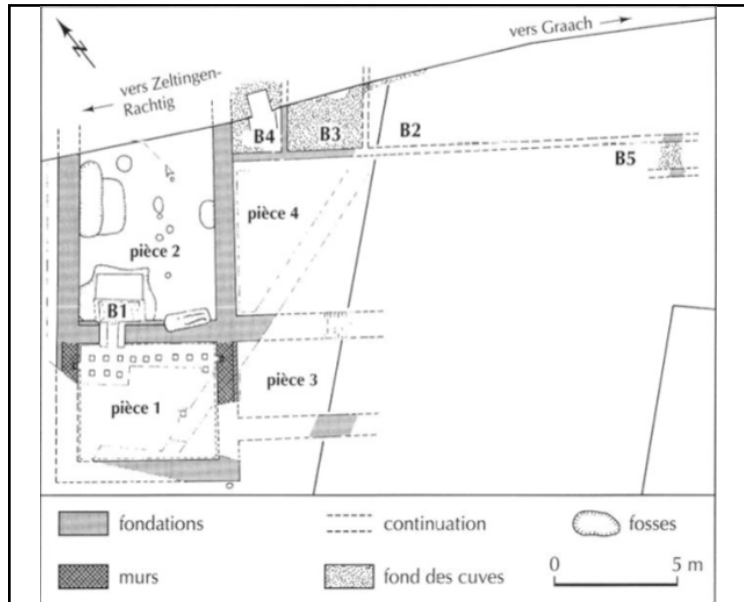 vers Graach
N
vers Zeltingen-
Rachtig
B4
B3
B2
B5
pièce 4
pièce 2
B1
pièce 3
pièce 1
fondations
continuation
fosses
murs
fond des cuves
0 5 m